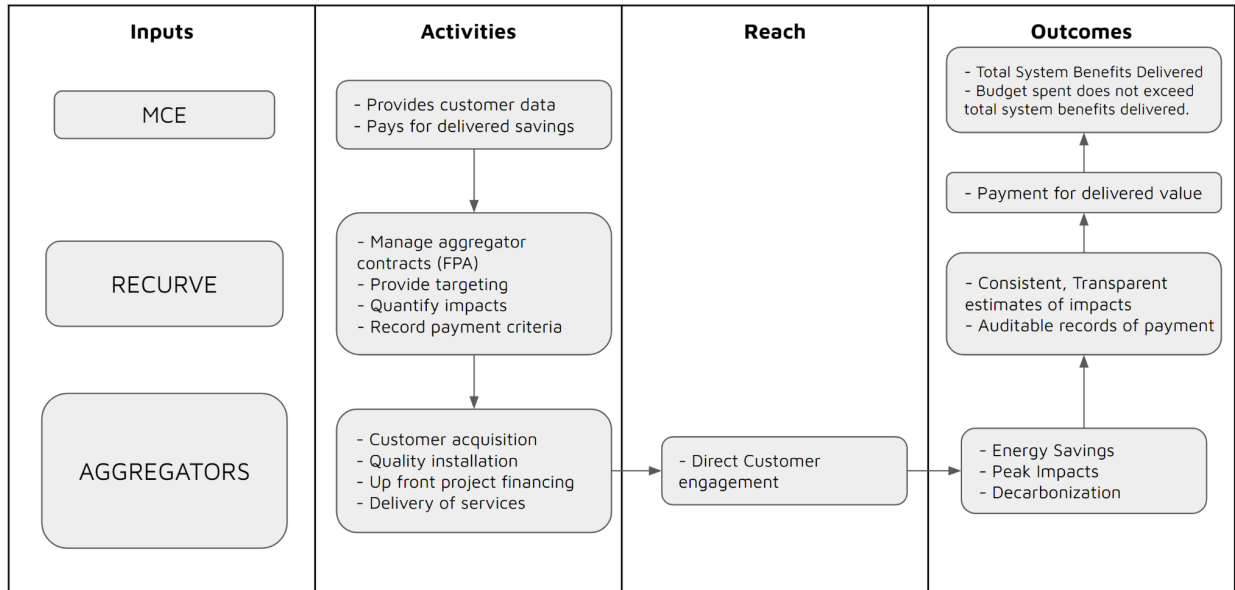 Inputs
Activities
Reach
Outcomes
MCE
RECURVE
AGGREGATORS
- Provides customer data
- Pays for delivered savings
- Manage aggregator
contracts (FPA)
- Provide targeting
- Quantify impacts
- Record payment criteria
- Customer acquisition
- Quality installation
- Up front project financing
- Delivery of services
- Direct Customer
engagement
- Total System Benefits Delivered
- Budget spent does not exceed
total system benefits delivered.
- Payment for delivered value
- Consistent, Transparent
estimates of impacts
- Auditable records of payment
- Energy Savings
- Peak Impacts
- Decarbonization